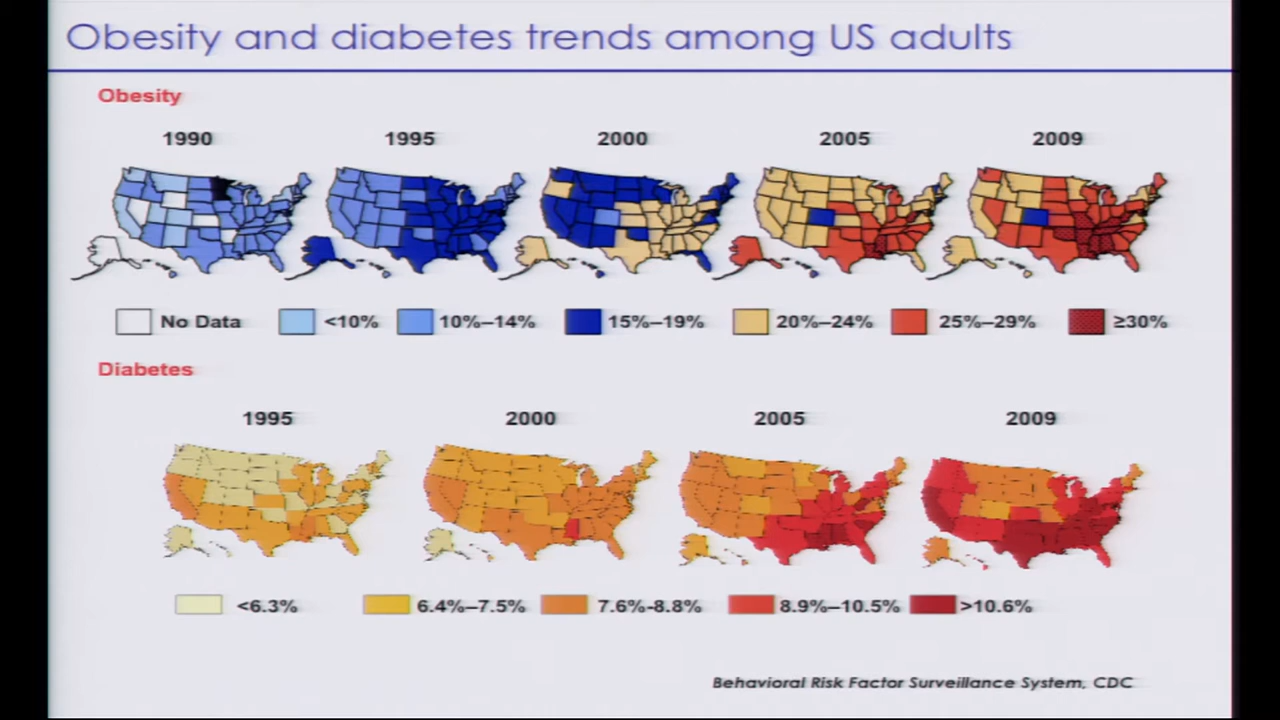 Obesity and diabetes trends among US adults
Obesity
1990 1995 2000 2005 2009
No Data <10% 10%–14% 15%–19% 20%–24% 25%–29% ≥30%
Diabetes
1995 2000 2005 2009
<6.3% 6.4%–7.5% 7.6%-8.8% 8.9%–10.5% >10.6%
Behavioral Risk Factor Surveillance System, CDC